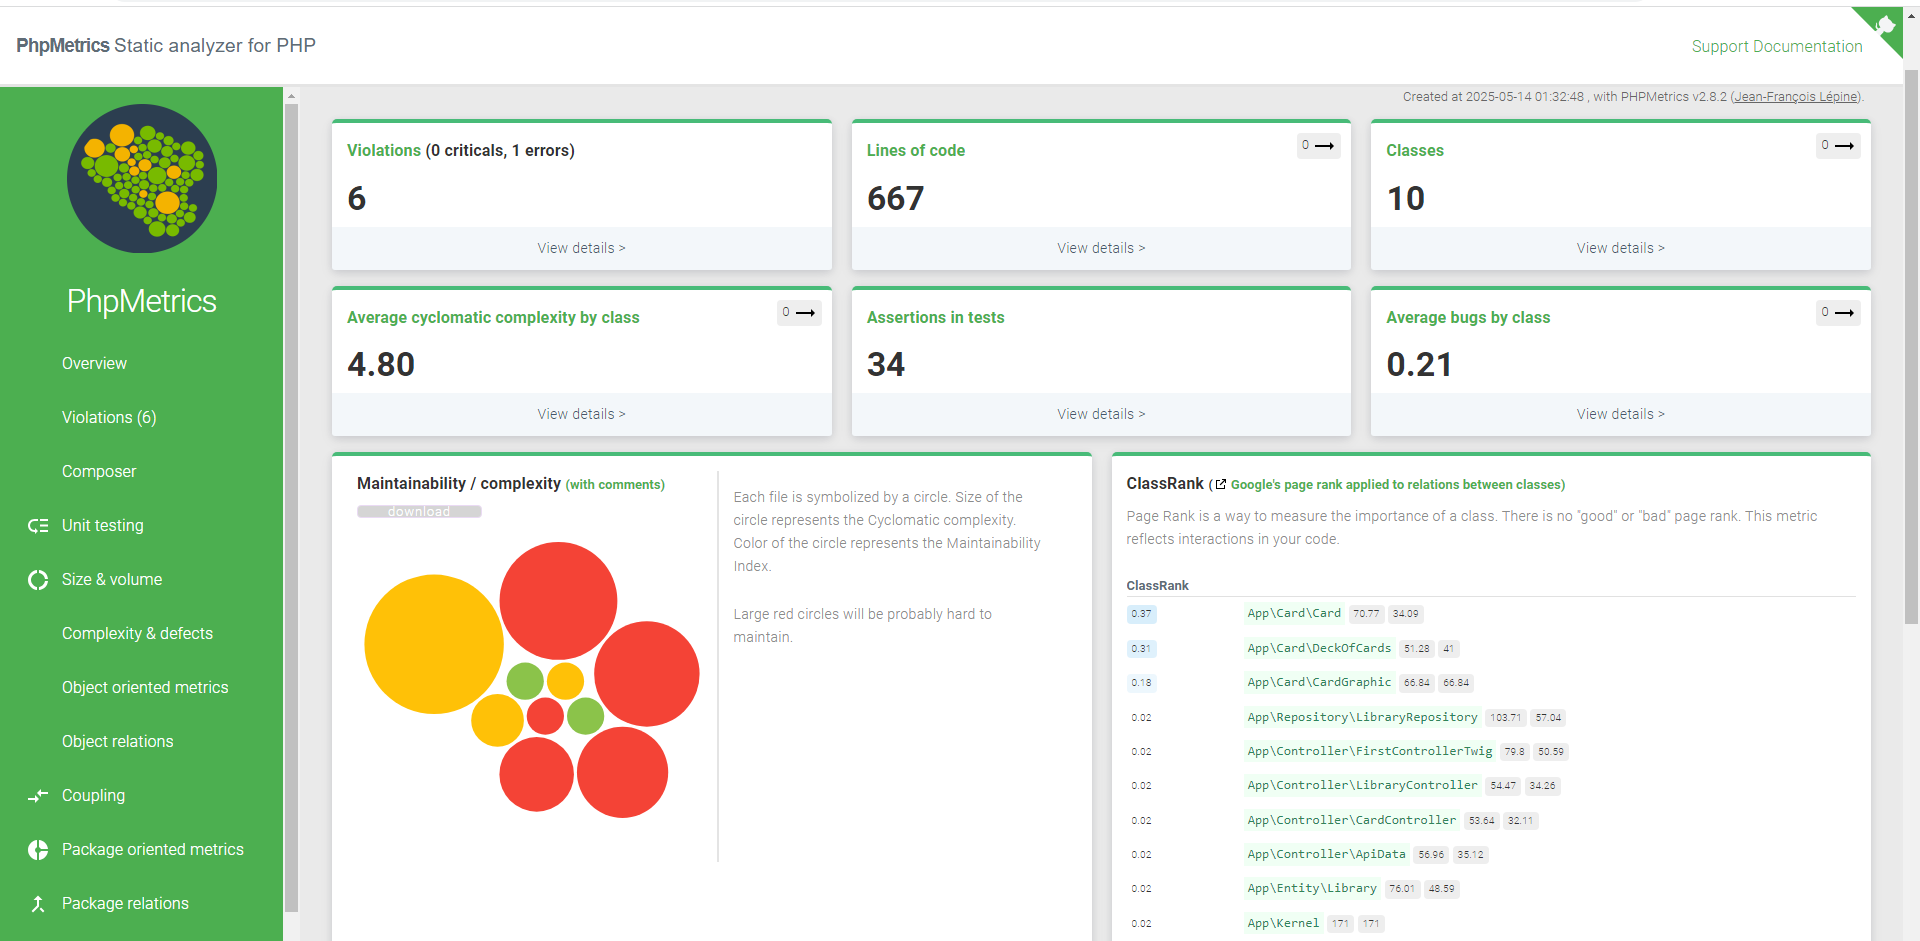 PhpMetrics Static analyzer for PHP
Support Documentation
Created at 2025-05-14 01:32:48 , with PHPMetrics v2.8.2 (Jean-François Lépine).
PhpMetrics
Overview
Violations (6)
Composer
Unit testing
Size & volume
Complexity & defects
Object oriented metrics
Object relations
Coupling
Package oriented metrics
Package relations
Violations (0 criticals, 1 errors)
6
View details >
Lines of code
0
667
View details >
Classes
0
10
View details >
Average cyclomatic complexity by class
0
4.80
View details >
Assertions in tests
34
View details >
Average bugs by class
0
0.21
View details >
Maintainability / complexity (with comments)
download
Each file is symbolized by a circle. Size of the
circle represents the Cyclomatic complexity.
Color of the circle represents the Maintainability
Index.
Large red circles will be probably hard to
maintain.
ClassRank ( Google's page rank applied to relations between classes)
Page Rank is a way to measure the importance of a class. There is no "good" or "bad" page rank. This metric
reflects interactions in your code.
ClassRank
0.37 App\Card\Card 70.77 34.09
0.31 App\Card\DeckOfCards 51.28 41
0.18 App\Card\CardGraphic 66.84 66.84
0.02 App\Repository\LibraryRepository 103.71 57.04
0.02 App\Controller\FirstControllerTwig 79.8 50.59
0.02 App\Controller\LibraryController 54.47 34.26
0.02 App\Controller\CardController 53.64 32.11
0.02 App\Controller\ApiData 56.96 35.12
0.02 App\Entity\Library 76.01 48.59
0.02 App\Kernel 171 171